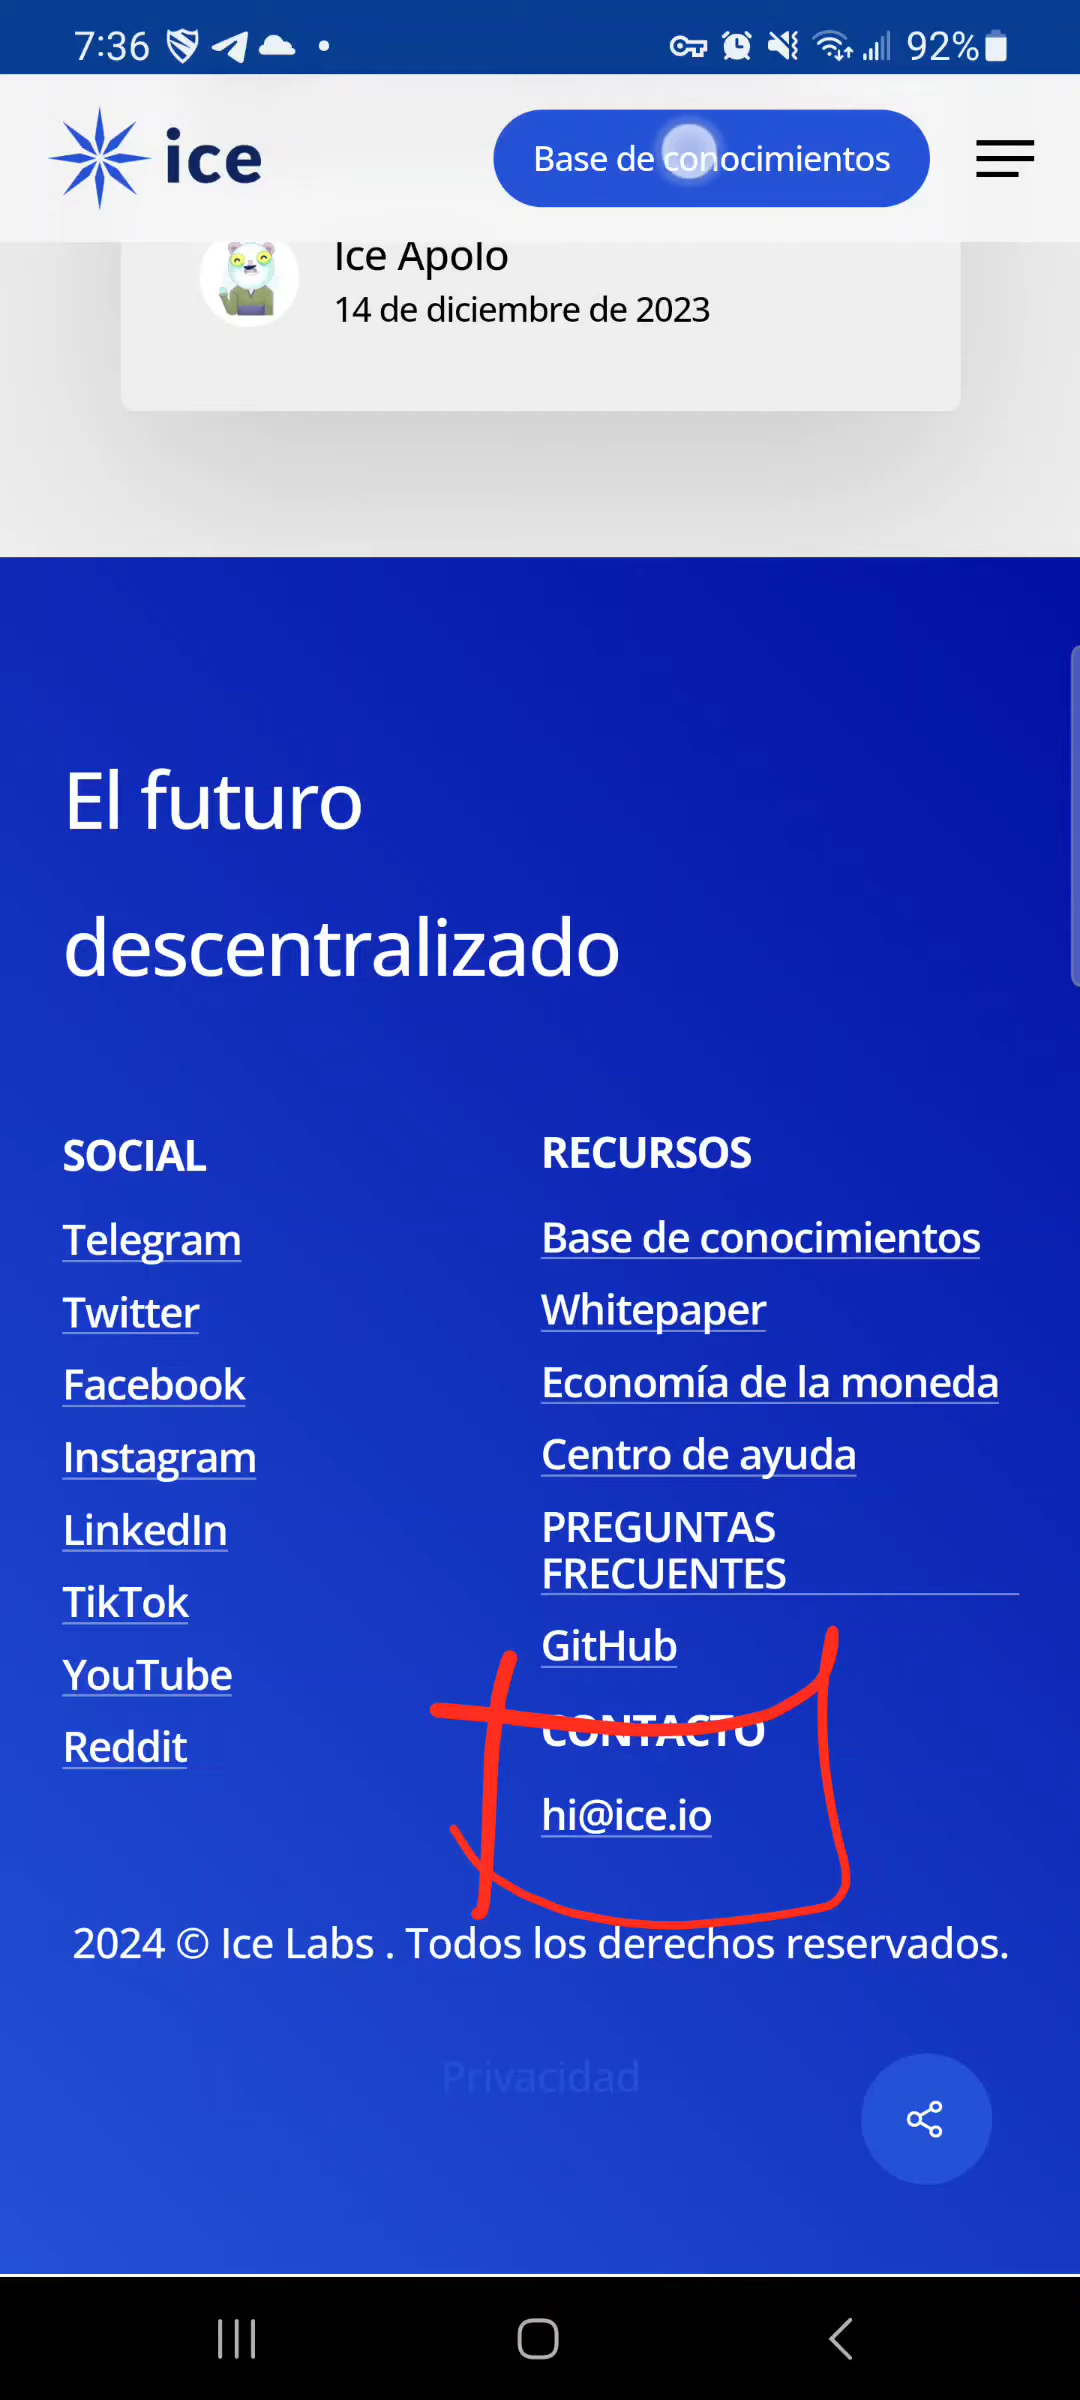 7:36
92%
ice
Base de conocimientos
Ice Apolo
14 de diciembre de 2023
El futuro
descentralizado
SOCIAL
Telegram
Twitter
Facebook
Instagram
LinkedIn
TikTok
YouTube
Reddit
RECURSOS
Base de conocimientos
Whitepaper
Economía de la moneda
Centro de ayuda
PREGUNTAS
FRECUENTES
GitHub
CONTACTO
hi@ice.io
2024 © Ice Labs . Todos los derechos reservados.
Privacidad